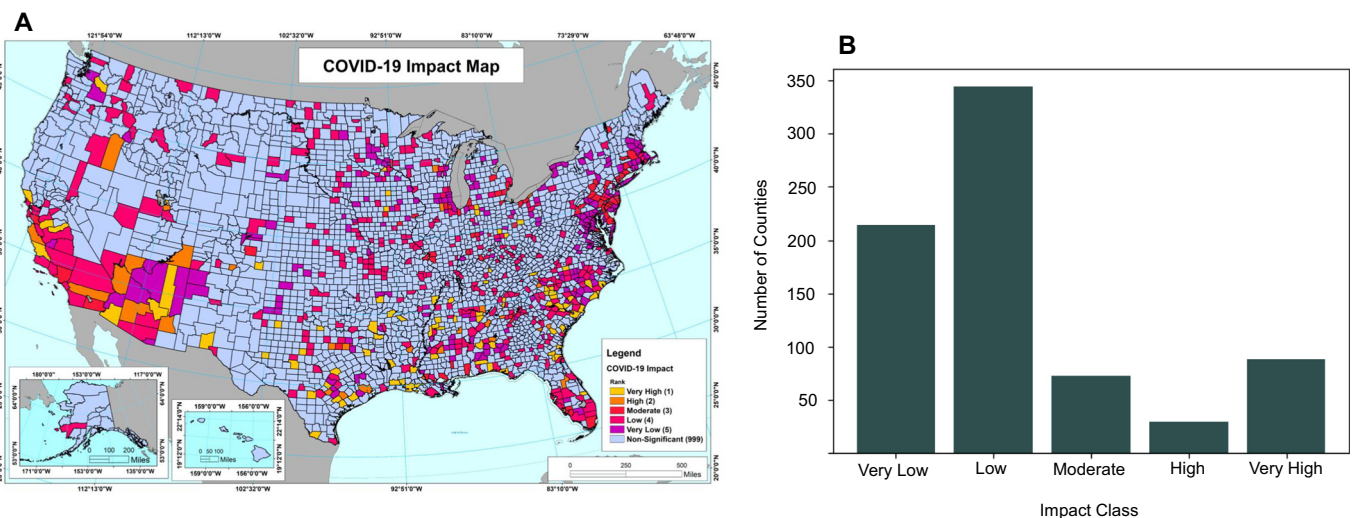 A
121°54'0"W 112°13'0"W 102°32'0"W 92°51'0"W 83°10'0"W 73°29'0"W 63°48'0"W
COVID-19 Impact Map
Legend
COVID-19 Impact
Rank
Very High (1)
High (2)
Moderate (3)
Low (4)
Very Low (5)
Non-Significant (999)
180°0'0" 153°0'0"W 117°0'0"W
0 100 200
Miles
171°0'0"W 153°0'0"W 135°0'0"W
159°0'0"W 156°0'0"W
0 50 100
Miles
159°0'0"W 156°0'0"W
0 250 500
Miles
112°13'0"W 102°32'0"W 92°51'0"W 83°10'0"W
B
Number of Counties
350
300
250
200
150
100
50
Very Low Low Moderate High Very High
Impact Class